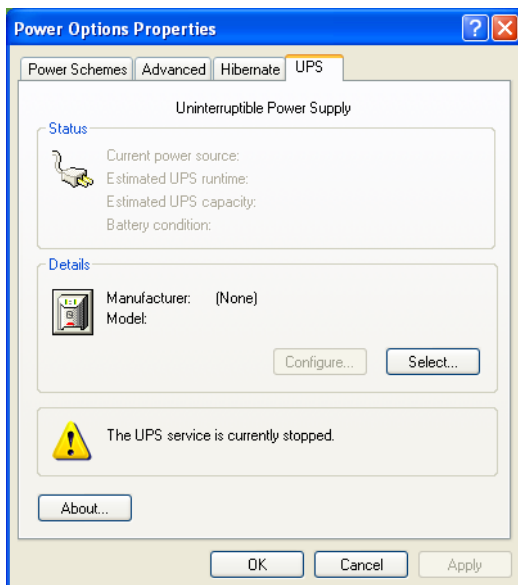 Power Options Properties
Power Schemes Advanced Hibernate UPS
Uninterruptible Power Supply
Status
Current power source:
Estimated UPS runtime:
Estimated UPS capacity:
Battery condition:
Details
Manufacturer: (None)
Model:
Configure... Select...
The UPS service is currently stopped.
About...
OK Cancel Apply